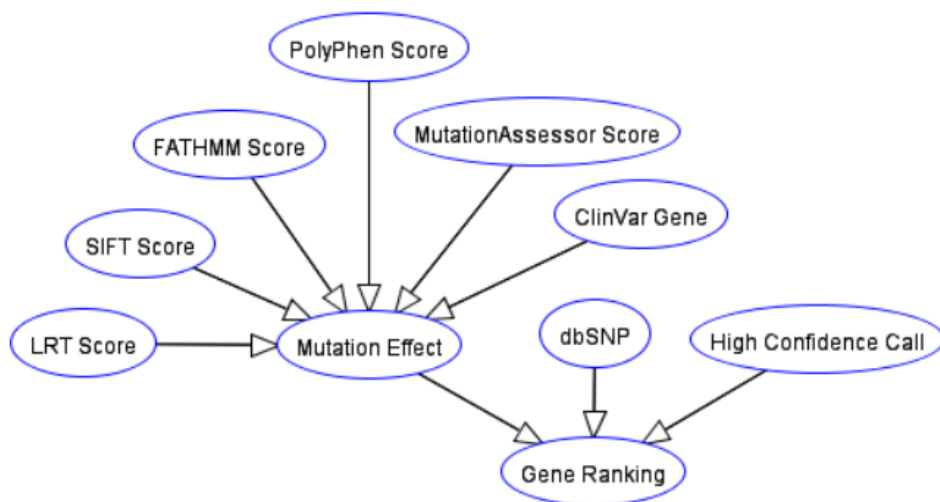 PolyPhen Score
MutationAssessor Score
FATHMM Score
ClinVar Gene
SIFT Score
LRT Score
Mutation Effect
dbSNP
High Confidence Call
Gene Ranking